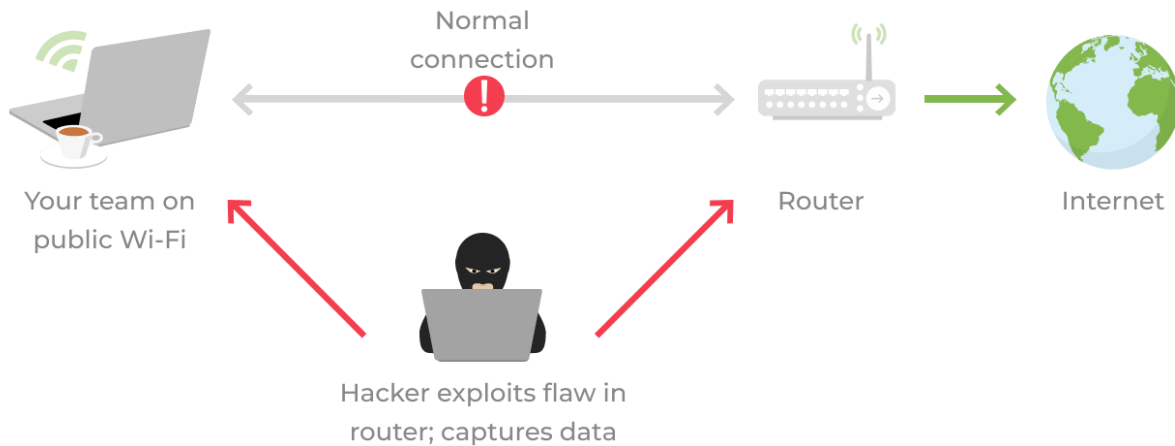 Normal
connection
Your team on
public Wi-Fi
Router
Internet
Hacker exploits flaw in
router; captures data